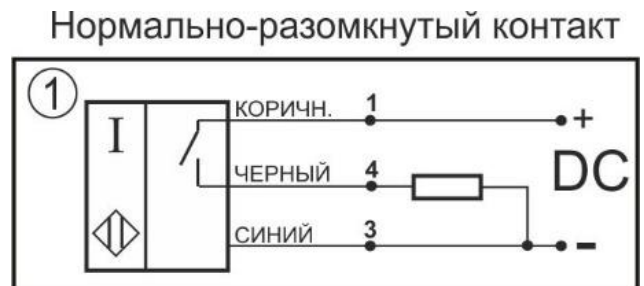 Нормально-разомкнутый контакт
1
I
КОРИЧН. 1 +
ЧЕРНЫЙ 4 DC
СИНИЙ 3 -